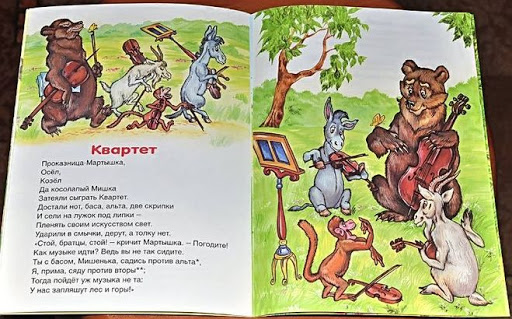 Квартет
Проказница Мартышка,
Осёл,
Козёл
Да косолапый Мишка
Затеяли сыграть Квартет.
Достали нот, баса, альта, две скрипки
И сели на лужок под липки —
Пленять своим искусством свет.
Ударили в смычки, дерут, а толку нет.
«Стой, братцы, стой! — кричит Мартышка. — Погодите!
Как музыке идти? Ведь вы не так сидите.
Ты с басом, Мишенька, садись против альта*,
Я, прима, сяду против вторы**;
Тогда пойдёт уж музыка не та:
У нас запляшут лес и горы!»